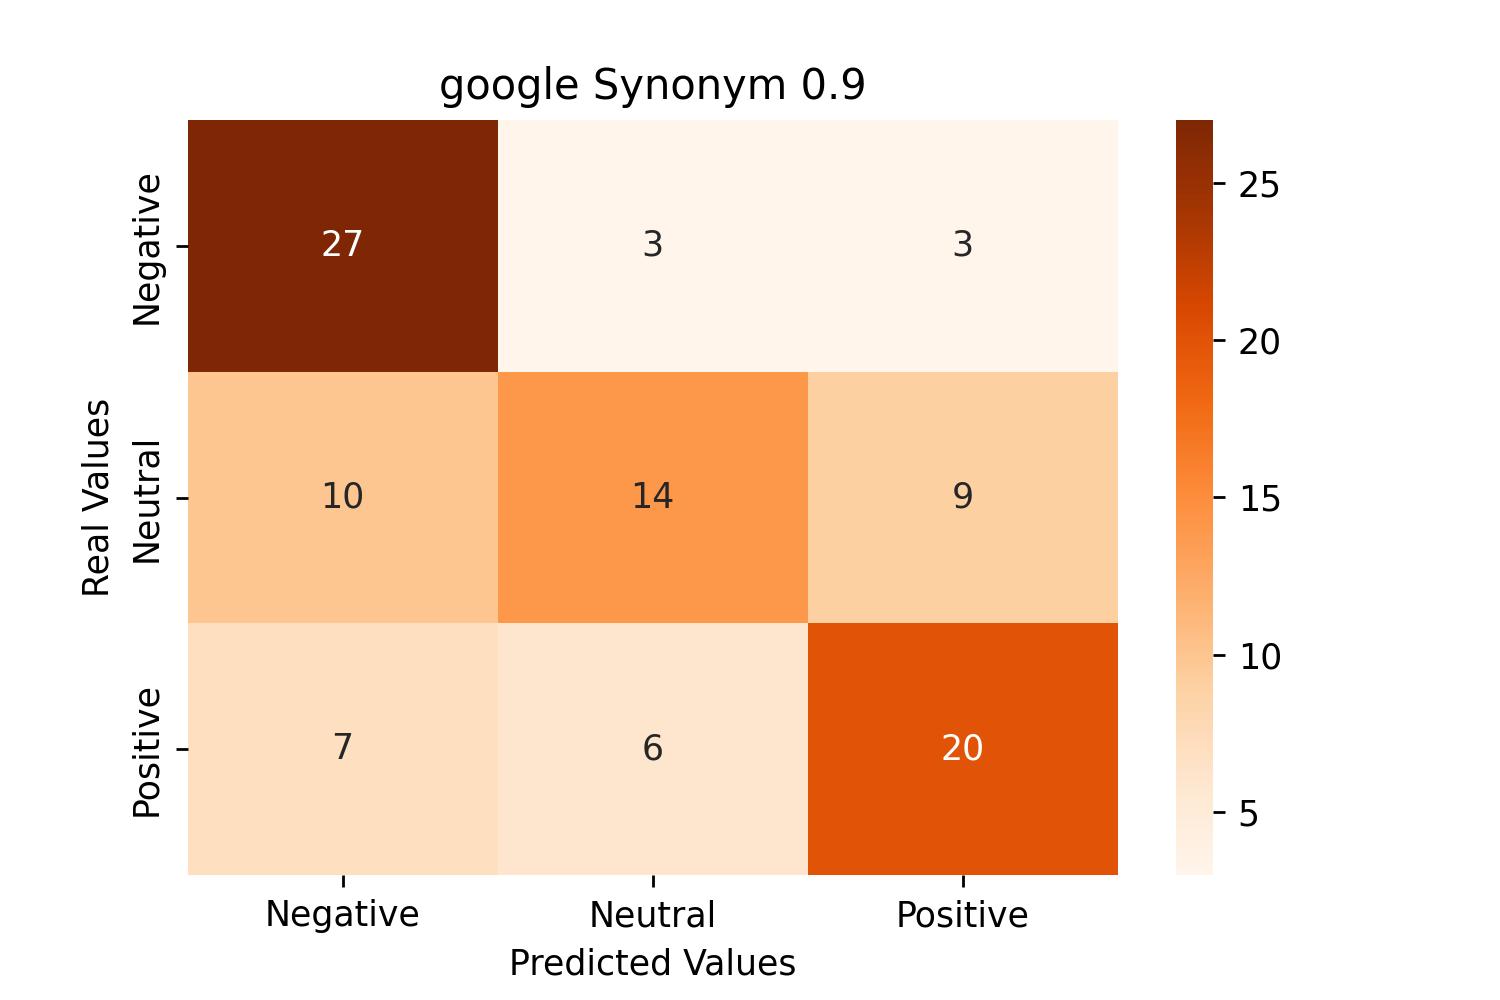 google Synonym 0.9
Real Values
Negative
27 3 3
Neutral
10 14 9
Positive
7 6 20
Negative Neutral Positive
Predicted Values
25
20
15
10
5